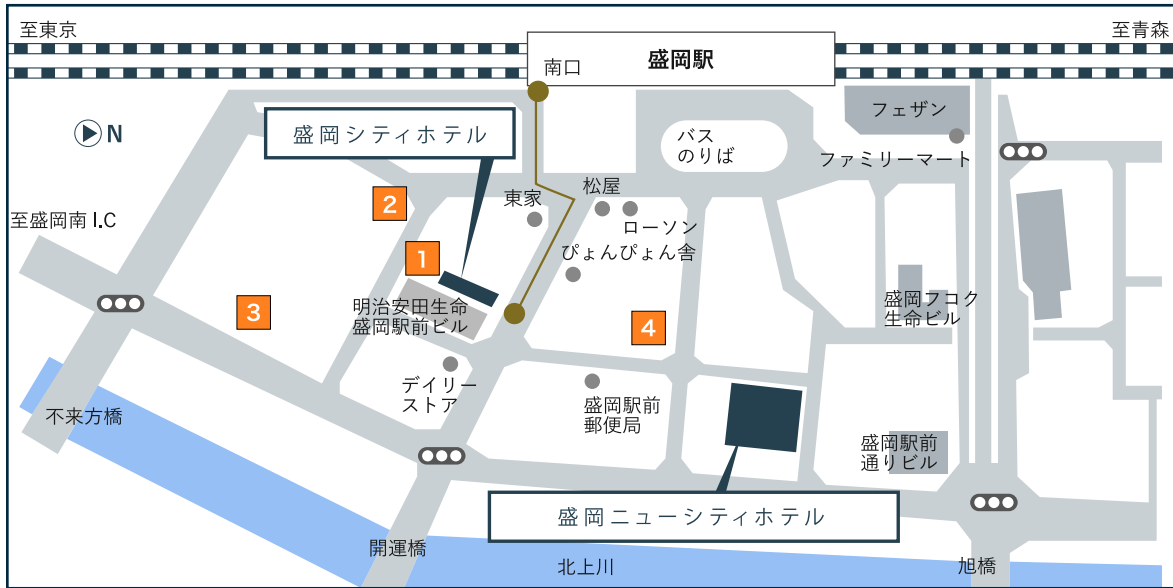 至東京
至青森
盛岡駅
南口
フェザン
N
盛岡シティホテル
バス
のりば
ファミリーマート
松屋
東家
2
ローソン
至盛岡南 I.C
ぴょんぴょん舎
1
明治安田生命
盛岡駅前ビル
3
4
盛岡フコク
生命ビル
デイリー
ストア
盛岡駅前
郵便局
不来方橋
盛岡駅前
通りビル
盛岡ニューシティホテル
開運橋
北上川
旭橋